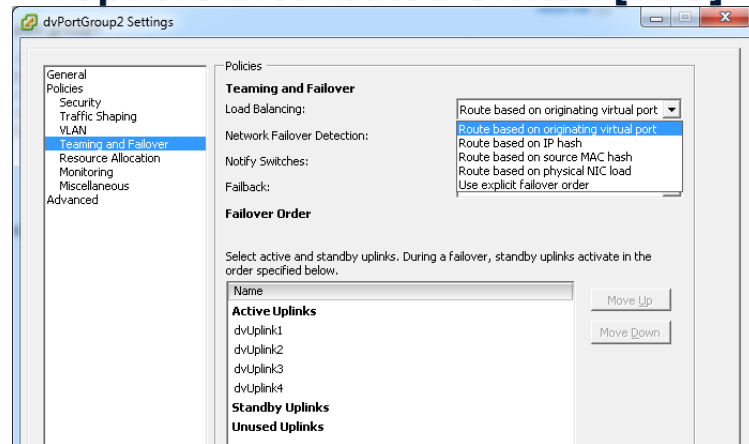 dvPortGroup2 Settings
General
Policies
Security
Traffic Shaping
VLAN
Teaming and Failover
Resource Allocation
Monitoring
Miscellaneous
Advanced
Policies
Teaming and Failover
Load Balancing:
Route based on originating virtual port
Network Failover Detection:
Notify Switches:
Failback:
Route based on originating virtual port
Route based on IP hash
Route based on source MAC hash
Route based on physical NIC load
Use explicit failover order
Failover Order
Select active and standby uplinks. During a failover, standby uplinks activate in the
order specified below.
Name
Active Uplinks
dvUplink1
dvUplink2
dvUplink3
dvUplink4
Standby Uplinks
Unused Uplinks
Move Up
Move Down